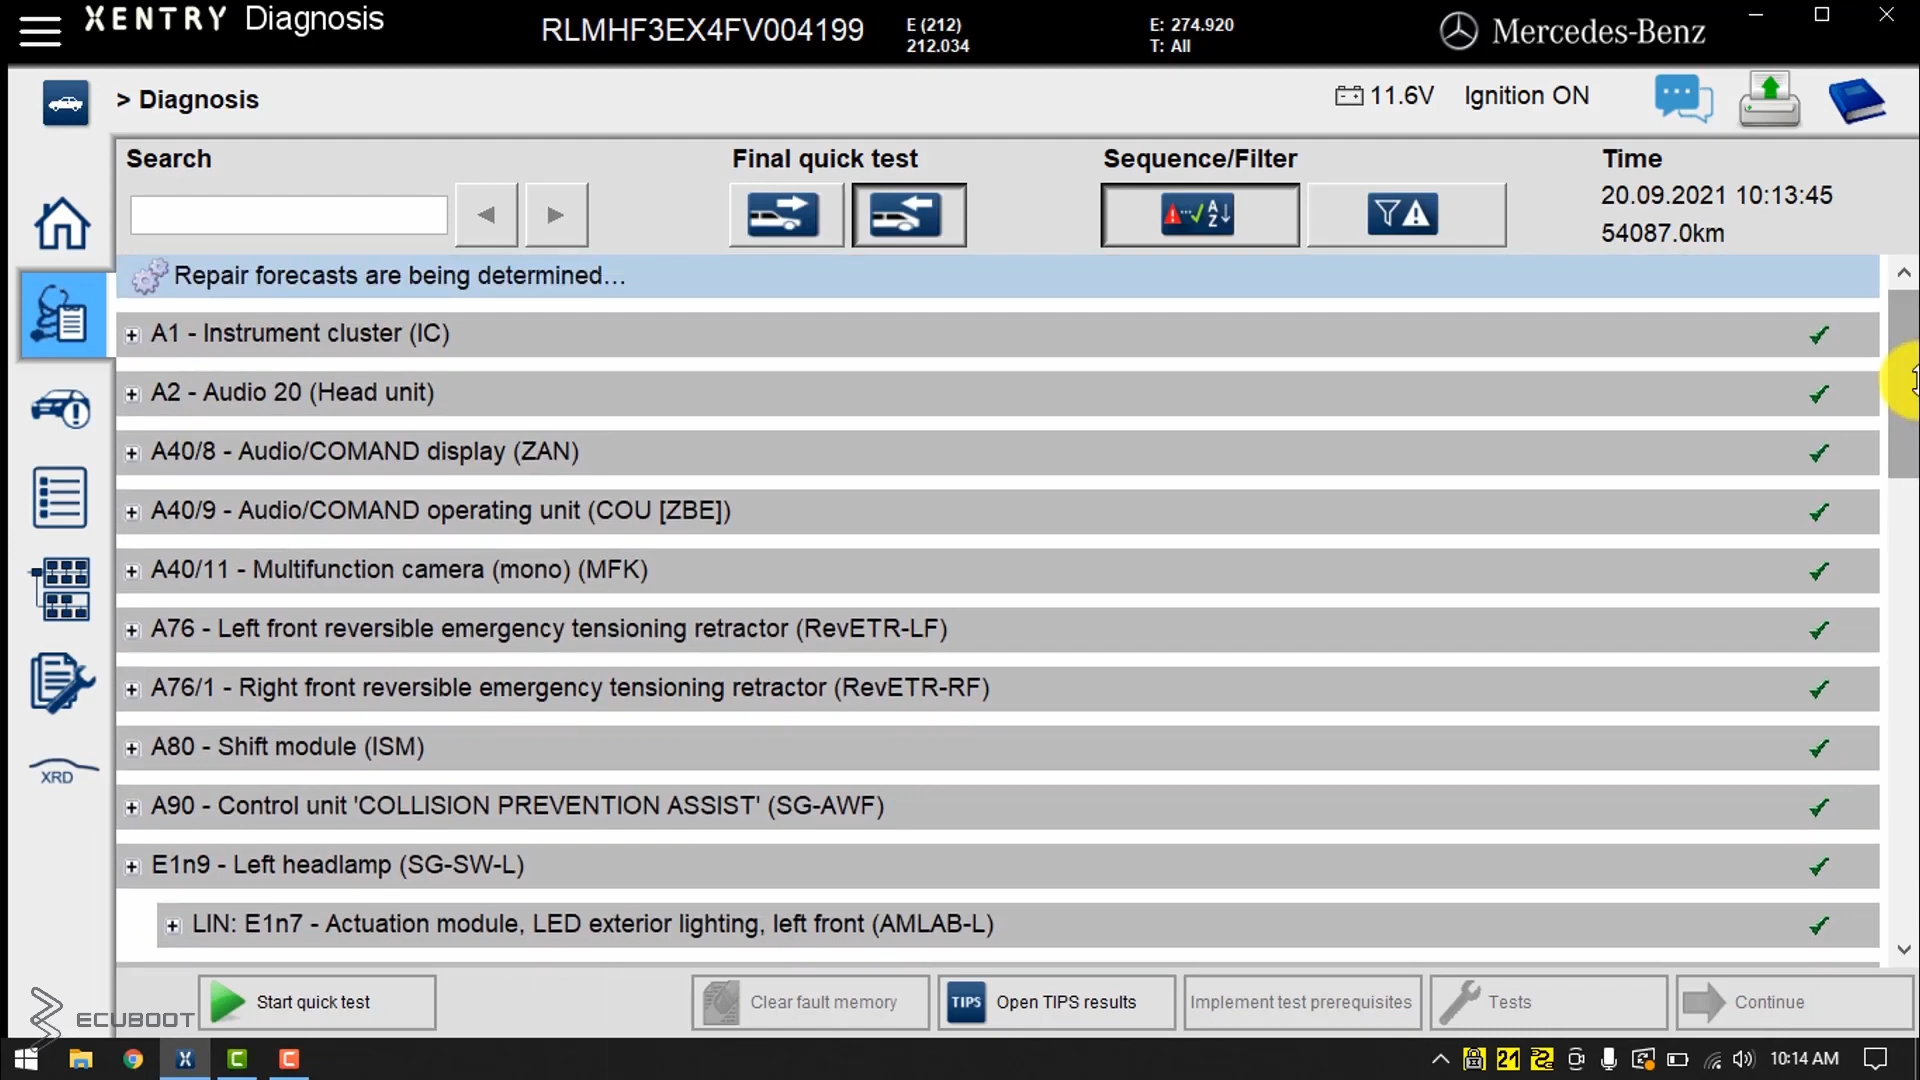 XENTRY Diagnosis
RLMHF3EX4FV004199
E (212)
212.034
E: 274.920
T: All
Mercedes-Benz
> Diagnosis
11.6V
Ignition ON
Search
Final quick test
Sequence/Filter
Time
20.09.2021 10:13:45
54087.0km
A
Z
Repair forecasts are being determined...
A1 - Instrument cluster (IC)
A2 - Audio 20 (Head unit)
A40/8 - Audio/COMAND display (ZAN)
A40/9 - Audio/COMAND operating unit (COU [ZBE])
A40/11 - Multifunction camera (mono) (MFK)
A76 - Left front reversible emergency tensioning retractor (RevETR-LF)
A76/1 - Right front reversible emergency tensioning retractor (RevETR-RF)
XRD
A80 - Shift module (ISM)
A90 - Control unit 'COLLISION PREVENTION ASSIST' (SG-AWF)
E1n9 - Left headlamp (SG-SW-L)
LIN: E1n7 - Actuation module, LED exterior lighting, left front (AMLAB-L)
Start quick test
Clear fault memory
TIPS Open TIPS results
Implement test prerequisites
Tests
Continue
ECUBOOT
X
C
C
21
10:14 AM